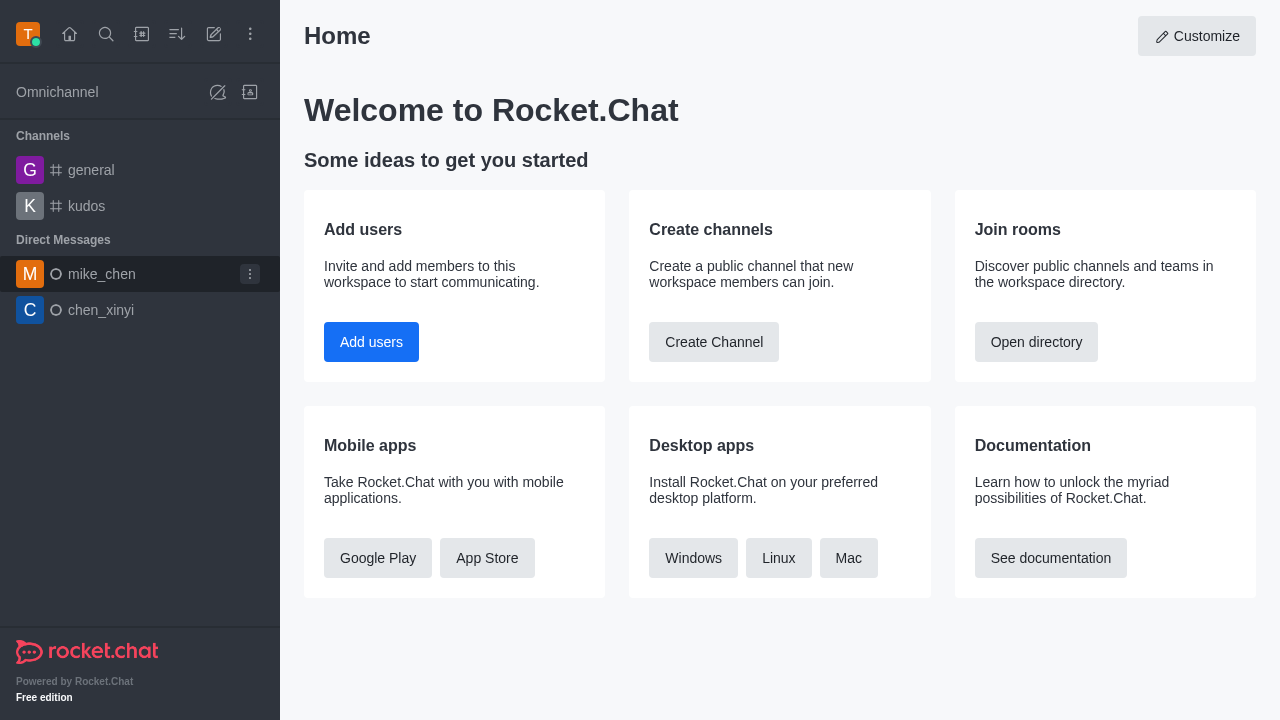 T
Home
Customize
Omnichannel
Channels
G general
K kudos
Direct Messages
M mike_chen
C chen_xinyi
Welcome to Rocket.Chat
Some ideas to get you started
Add users
Invite and add members to this
workspace to start communicating.
Add users
Create channels
Create a public channel that new
workspace members can join.
Create Channel
Join rooms
Discover public channels and teams in
the workspace directory.
Open directory
Mobile apps
Take Rocket.Chat with you with mobile
applications.
Google Play App Store
Desktop apps
Install Rocket.Chat on your preferred
desktop platform.
Windows Linux Mac
Documentation
Learn how to unlock the myriad
possibilities of Rocket.Chat.
See documentation
rocket.chat
Powered by Rocket.Chat
Free edition